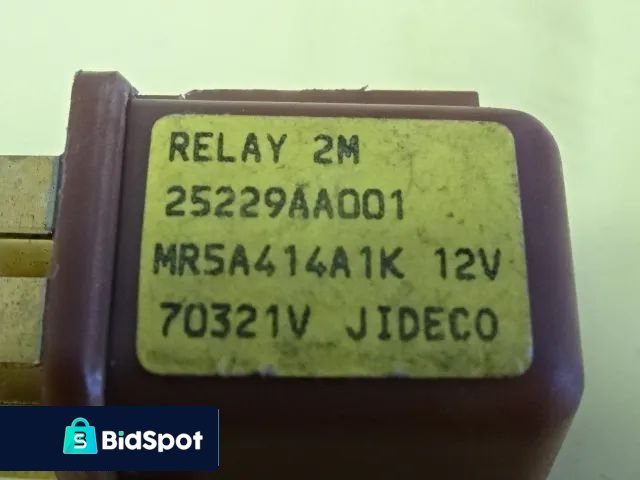 RELAY 2M
25229AA001
MR5A414A1K 12V
70321V JIDECO
S BidSpot